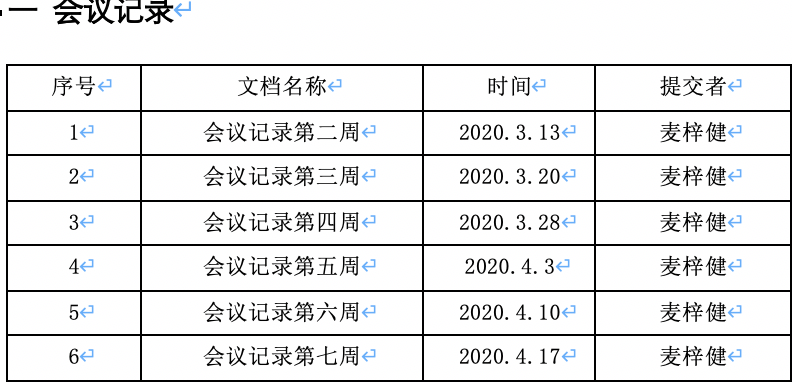 一 会议记录
序号 文档名称 时间 提交者
1 会议记录第二周 2020.3.13 麦梓健
2 会议记录第三周 2020.3.20 麦梓健
3 会议记录第四周 2020.3.28 麦梓健
4 会议记录第五周 2020.4.3 麦梓健
5 会议记录第六周 2020.4.10 麦梓健
6 会议记录第七周 2020.4.17 麦梓健